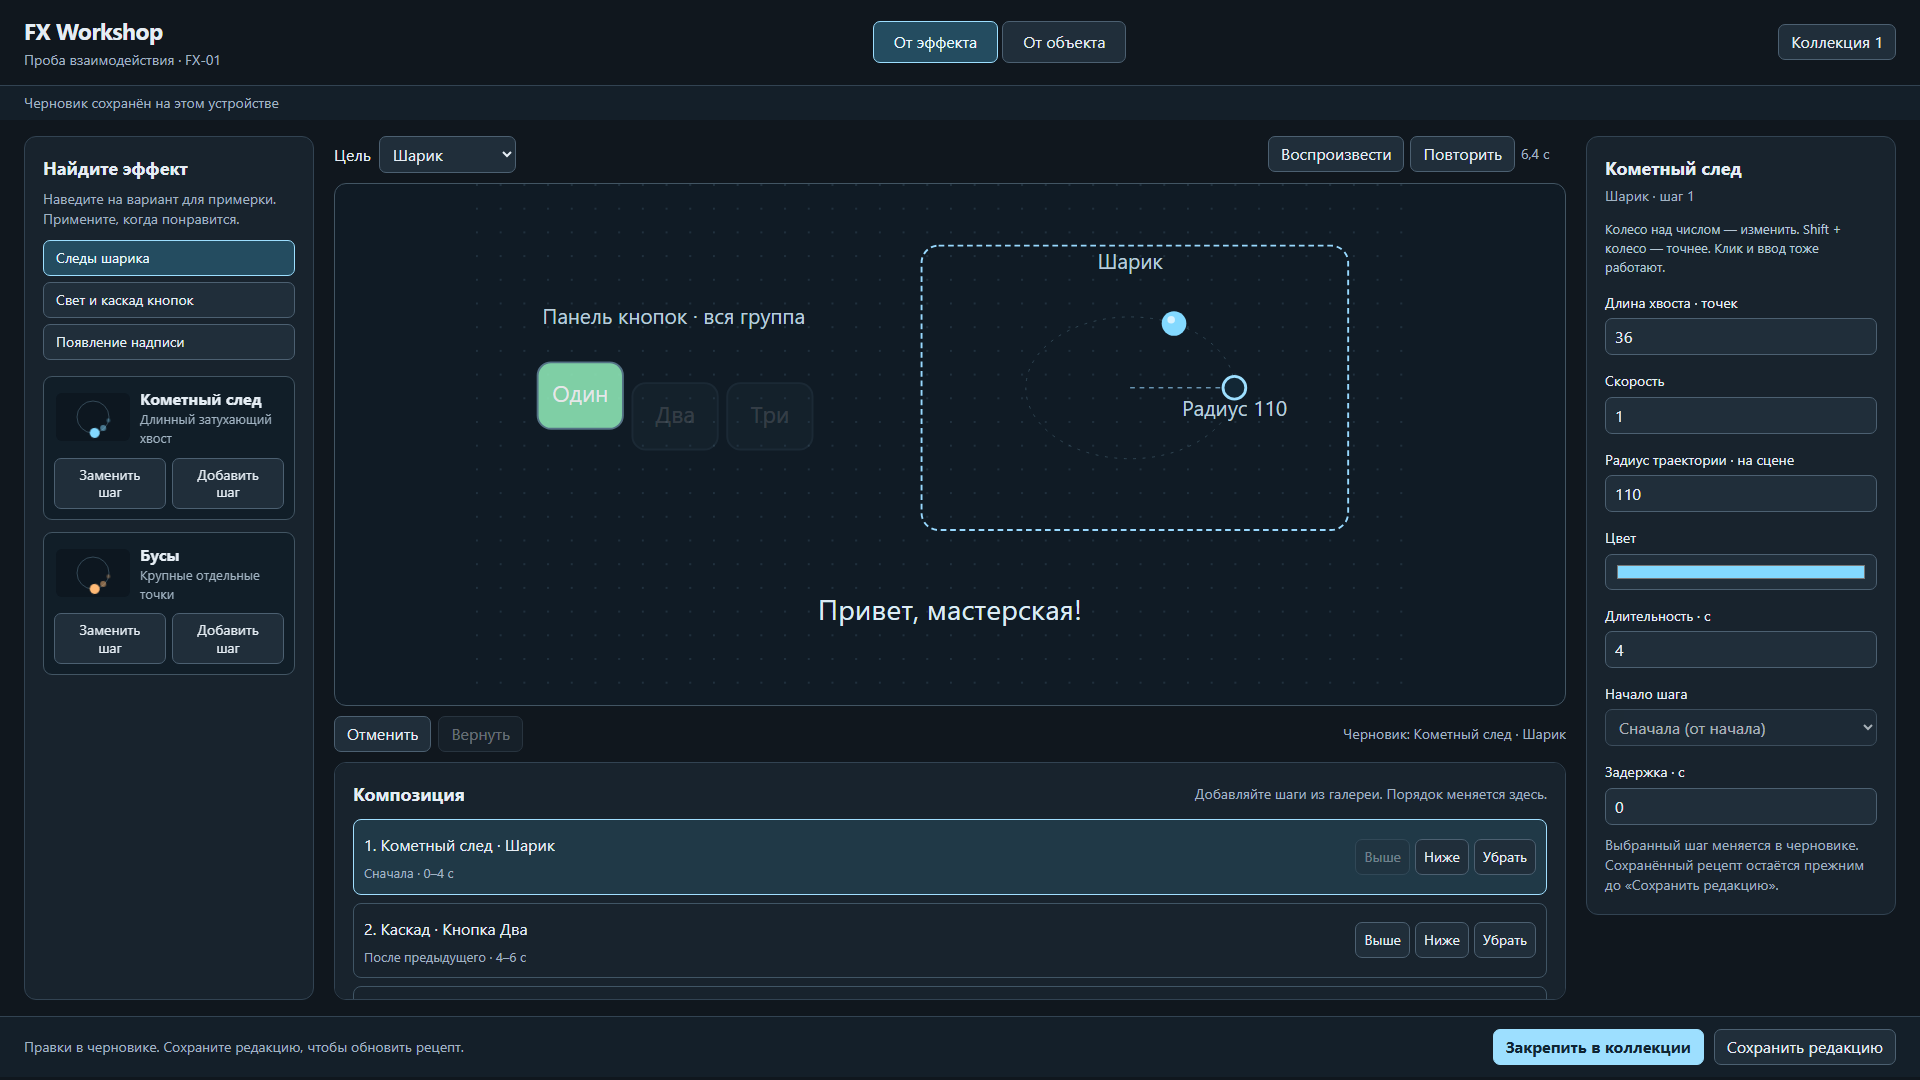 FX Workshop
Проба взаимодействия · FX-01
От эффекта
От объекта
Коллекция 1
Черновик сохранён на этом устройстве
Найдите эффект
Наведите на вариант для примерки.
Примените, когда понравится.
Следы шарика
Свет и каскад кнопок
Появление надписи
Кометный след
Длинный затухающий
хвост
Заменить
шаг
Добавить
шаг
Бусы
Крупные отдельные
точки
Заменить
шаг
Добавить
шаг
Цель
Шарик
Воспроизвести
Повторить
6,4 с
Шарик
Панель кнопок · вся группа
Один
Два
Три
Радиус 110
Привет, мастерская!
Отменить
Вернуть
Черновик: Кометный след · Шарик
Композиция
Добавляйте шаги из галереи. Порядок меняется здесь.
1. Кометный след · Шарик
Сначала · 0–4 с
Выше
Ниже
Убрать
2. Каскад · Кнопка Два
После предыдущего · 4–6 с
Выше
Ниже
Убрать
Кометный след
Шарик · шаг 1
Колесо над числом — изменить. Shift +
колесо — точнее. Клик и ввод тоже
работают.
Длина хвоста · точек
36
Скорость
1
Радиус траектории · на сцене
110
Цвет
Длительность · с
4
Начало шага
Сначала (от начала)
Задержка · с
0
Выбранный шаг меняется в черновике.
Сохранённый рецепт остаётся прежним
до «Сохранить редакцию».
Правки в черновике. Сохраните редакцию, чтобы обновить рецепт.
Закрепить в коллекции
Сохранить редакцию